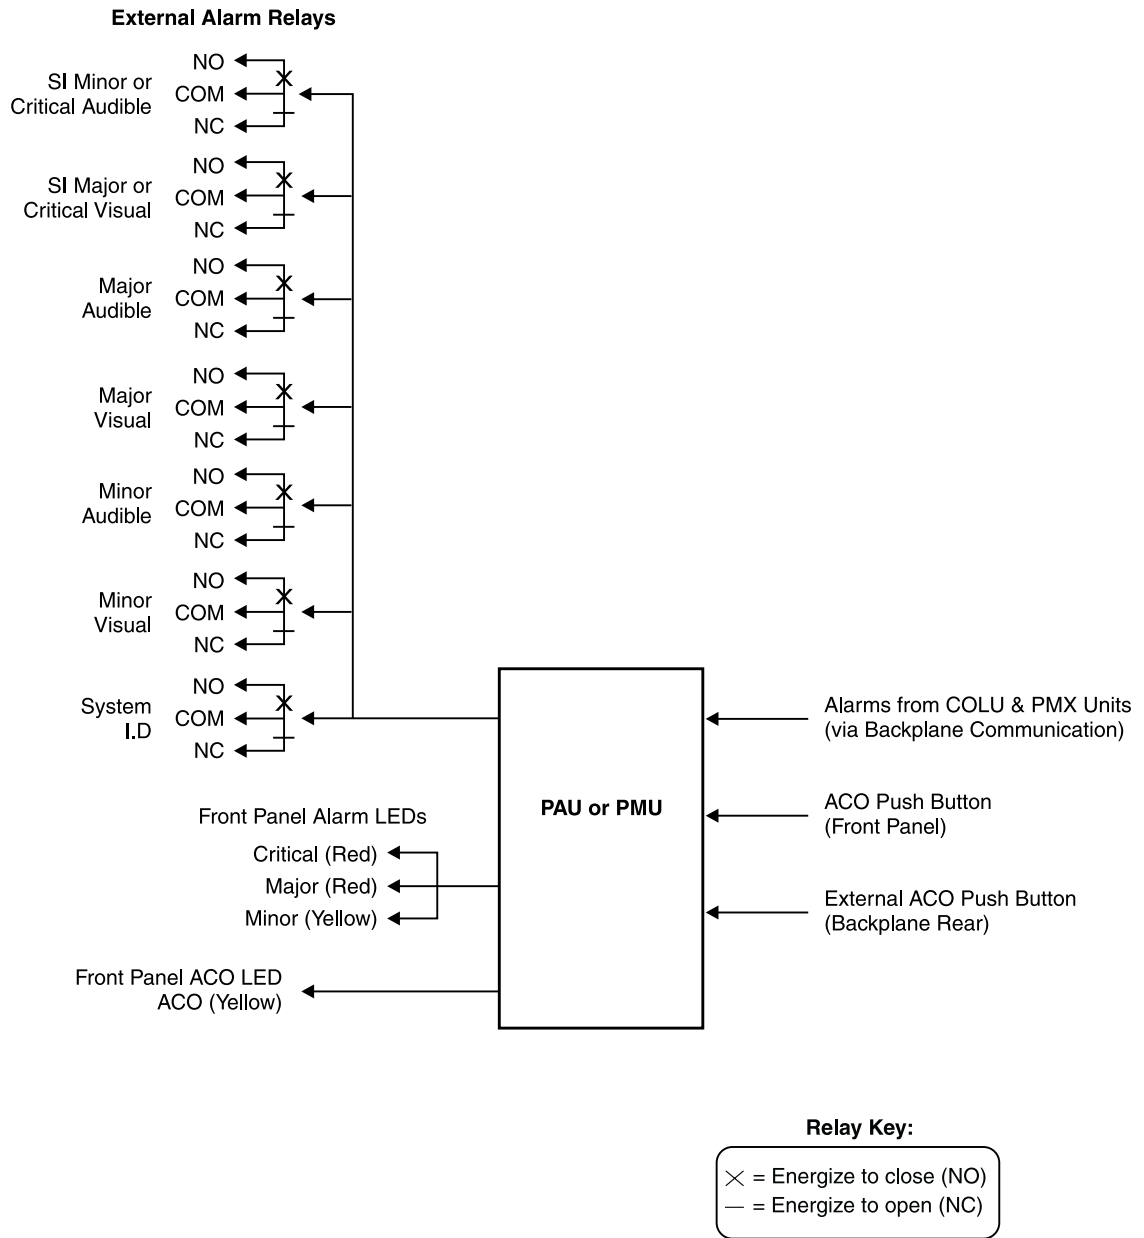 External Alarm Relays
NO
SI Minor or
COM
Critical Audible
NC
NO
SI Major or
COM
Critical Visual
NC
NO
Major
COM
Audible
NC
NO
Major
COM
Visual
NC
NO
Minor
COM
Audible
NC
NO
Minor
COM
Visual
NC
NO
System
COM
I.D
NC
Alarms from COLU & PMX Units
(via Backplane Communication)
PAU or PMU
ACO Push Button
(Front Panel)
Front Panel Alarm LEDs
Critical (Red)
Major (Red)
Minor (Yellow)
External ACO Push Button
(Backplane Rear)
Front Panel ACO LED
ACO (Yellow)
Relay Key:
X = Energize to close (NO)
— = Energize to open (NC)